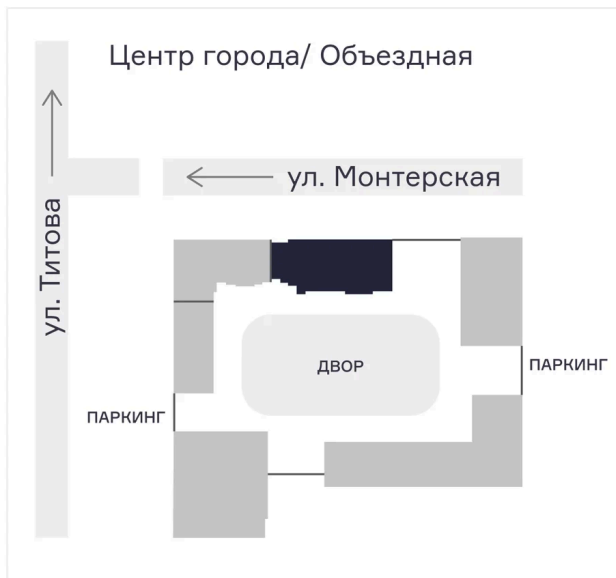 Центр города/ Объездная
ул. Монтерская
ул. Титова
ДВОР
ПАРКИНГ
ПАРКИНГ